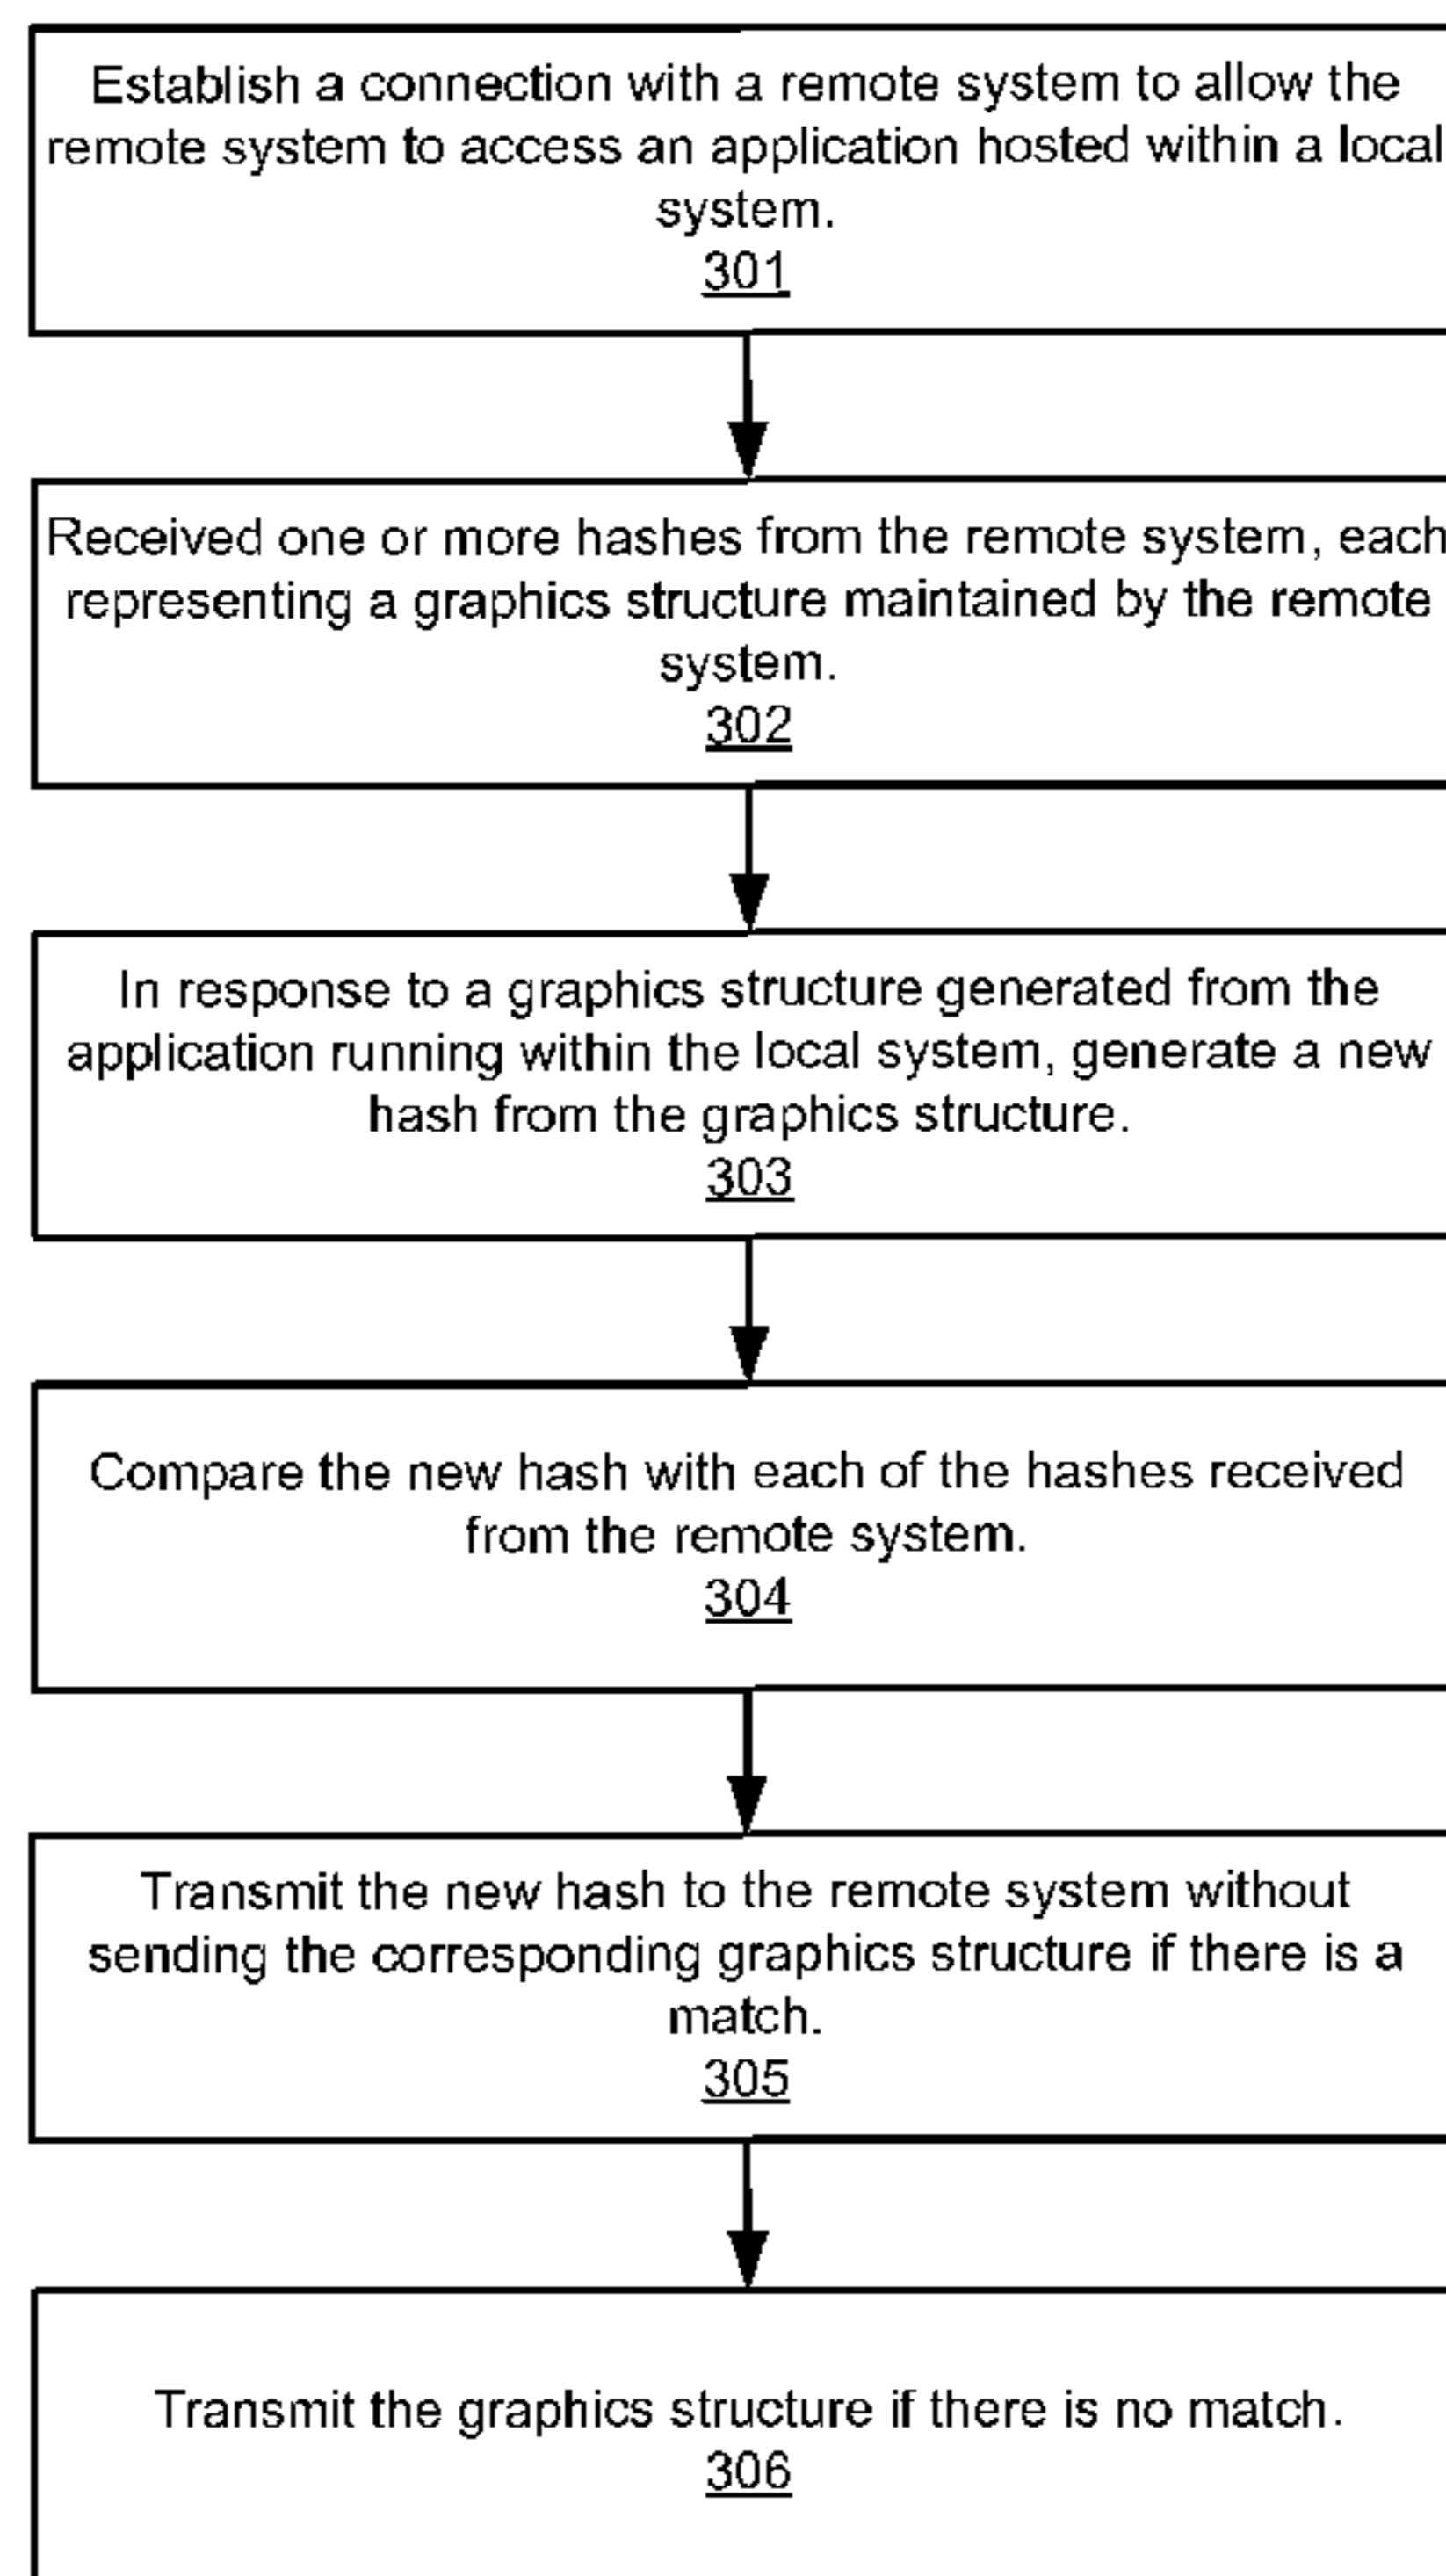 Establish a connection with a remote system to allow the
remote system to access an application hosted within a local
system.
301
Received one or more hashes from the remote system, each
representing a graphics structure maintained by the remote
system.
302
In response to a graphics structure generated from the
application running within the local system, generate a new
hash from the graphics structure.
303
Compare the new hash with each of the hashes received
from the remote system.
304
Transmit the new hash to the remote system without
sending the corresponding graphics structure if there is a
match.
305
Transmit the graphics structure if there is no match.
306